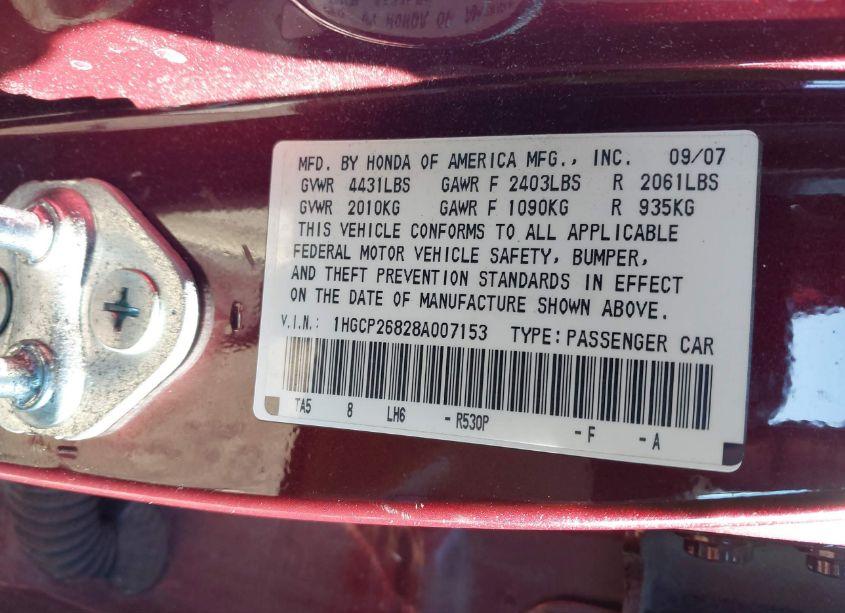 MFD. BY HONDA OF AMERICA MFG., INC. 09/07
GVWR 4431LBS GAWR F 2403LBS R 2061LBS
GVWR 2010KG GAWR F 1090KG R 935KG
THIS VEHICLE CONFORMS TO ALL APPLICABLE
FEDERAL MOTOR VEHICLE SAFETY, BUMPER,
AND THEFT PREVENTION STANDARDS IN EFFECT
ON THE DATE OF MANUFACTURE SHOWN ABOVE.
V.I.N.: 1HGCP26828A007153 TYPE: PASSENGER CAR
TA5 8 LH6 - R530P - F - A